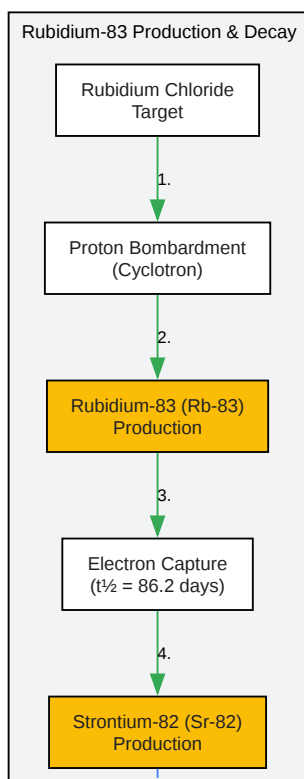 Rubidium-83 Production & Decay
Rubidium Chloride
Target
1.
Proton Bombardment
(Cyclotron)
2.
Rubidium-83 (Rb-83)
Production
3.
Electron Capture
(t½ = 86.2 days)
4.
Strontium-82 (Sr-82)
Production